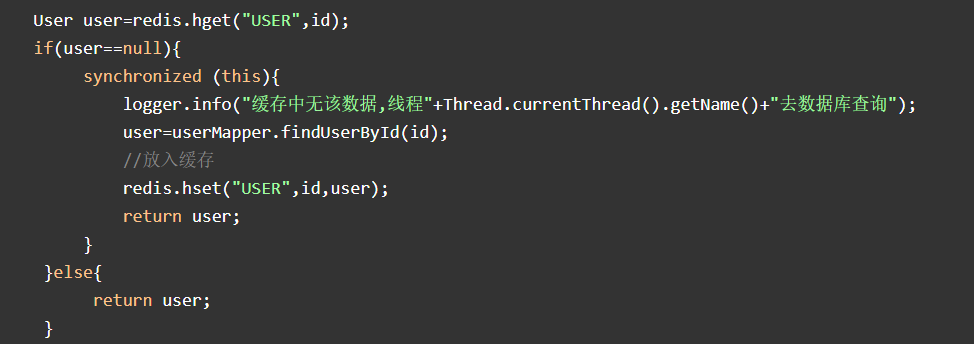 User user=redis.hget("USER",id);
if(user==null){
synchronized (this){
logger.info("缓存中无该数据,线程"+Thread.currentThread().getName()+"去数据库查询");
user=userMapper.findUserById(id);
//放入缓存
redis.hset("USER",id,user);
return user;
}
}else{
return user;
}